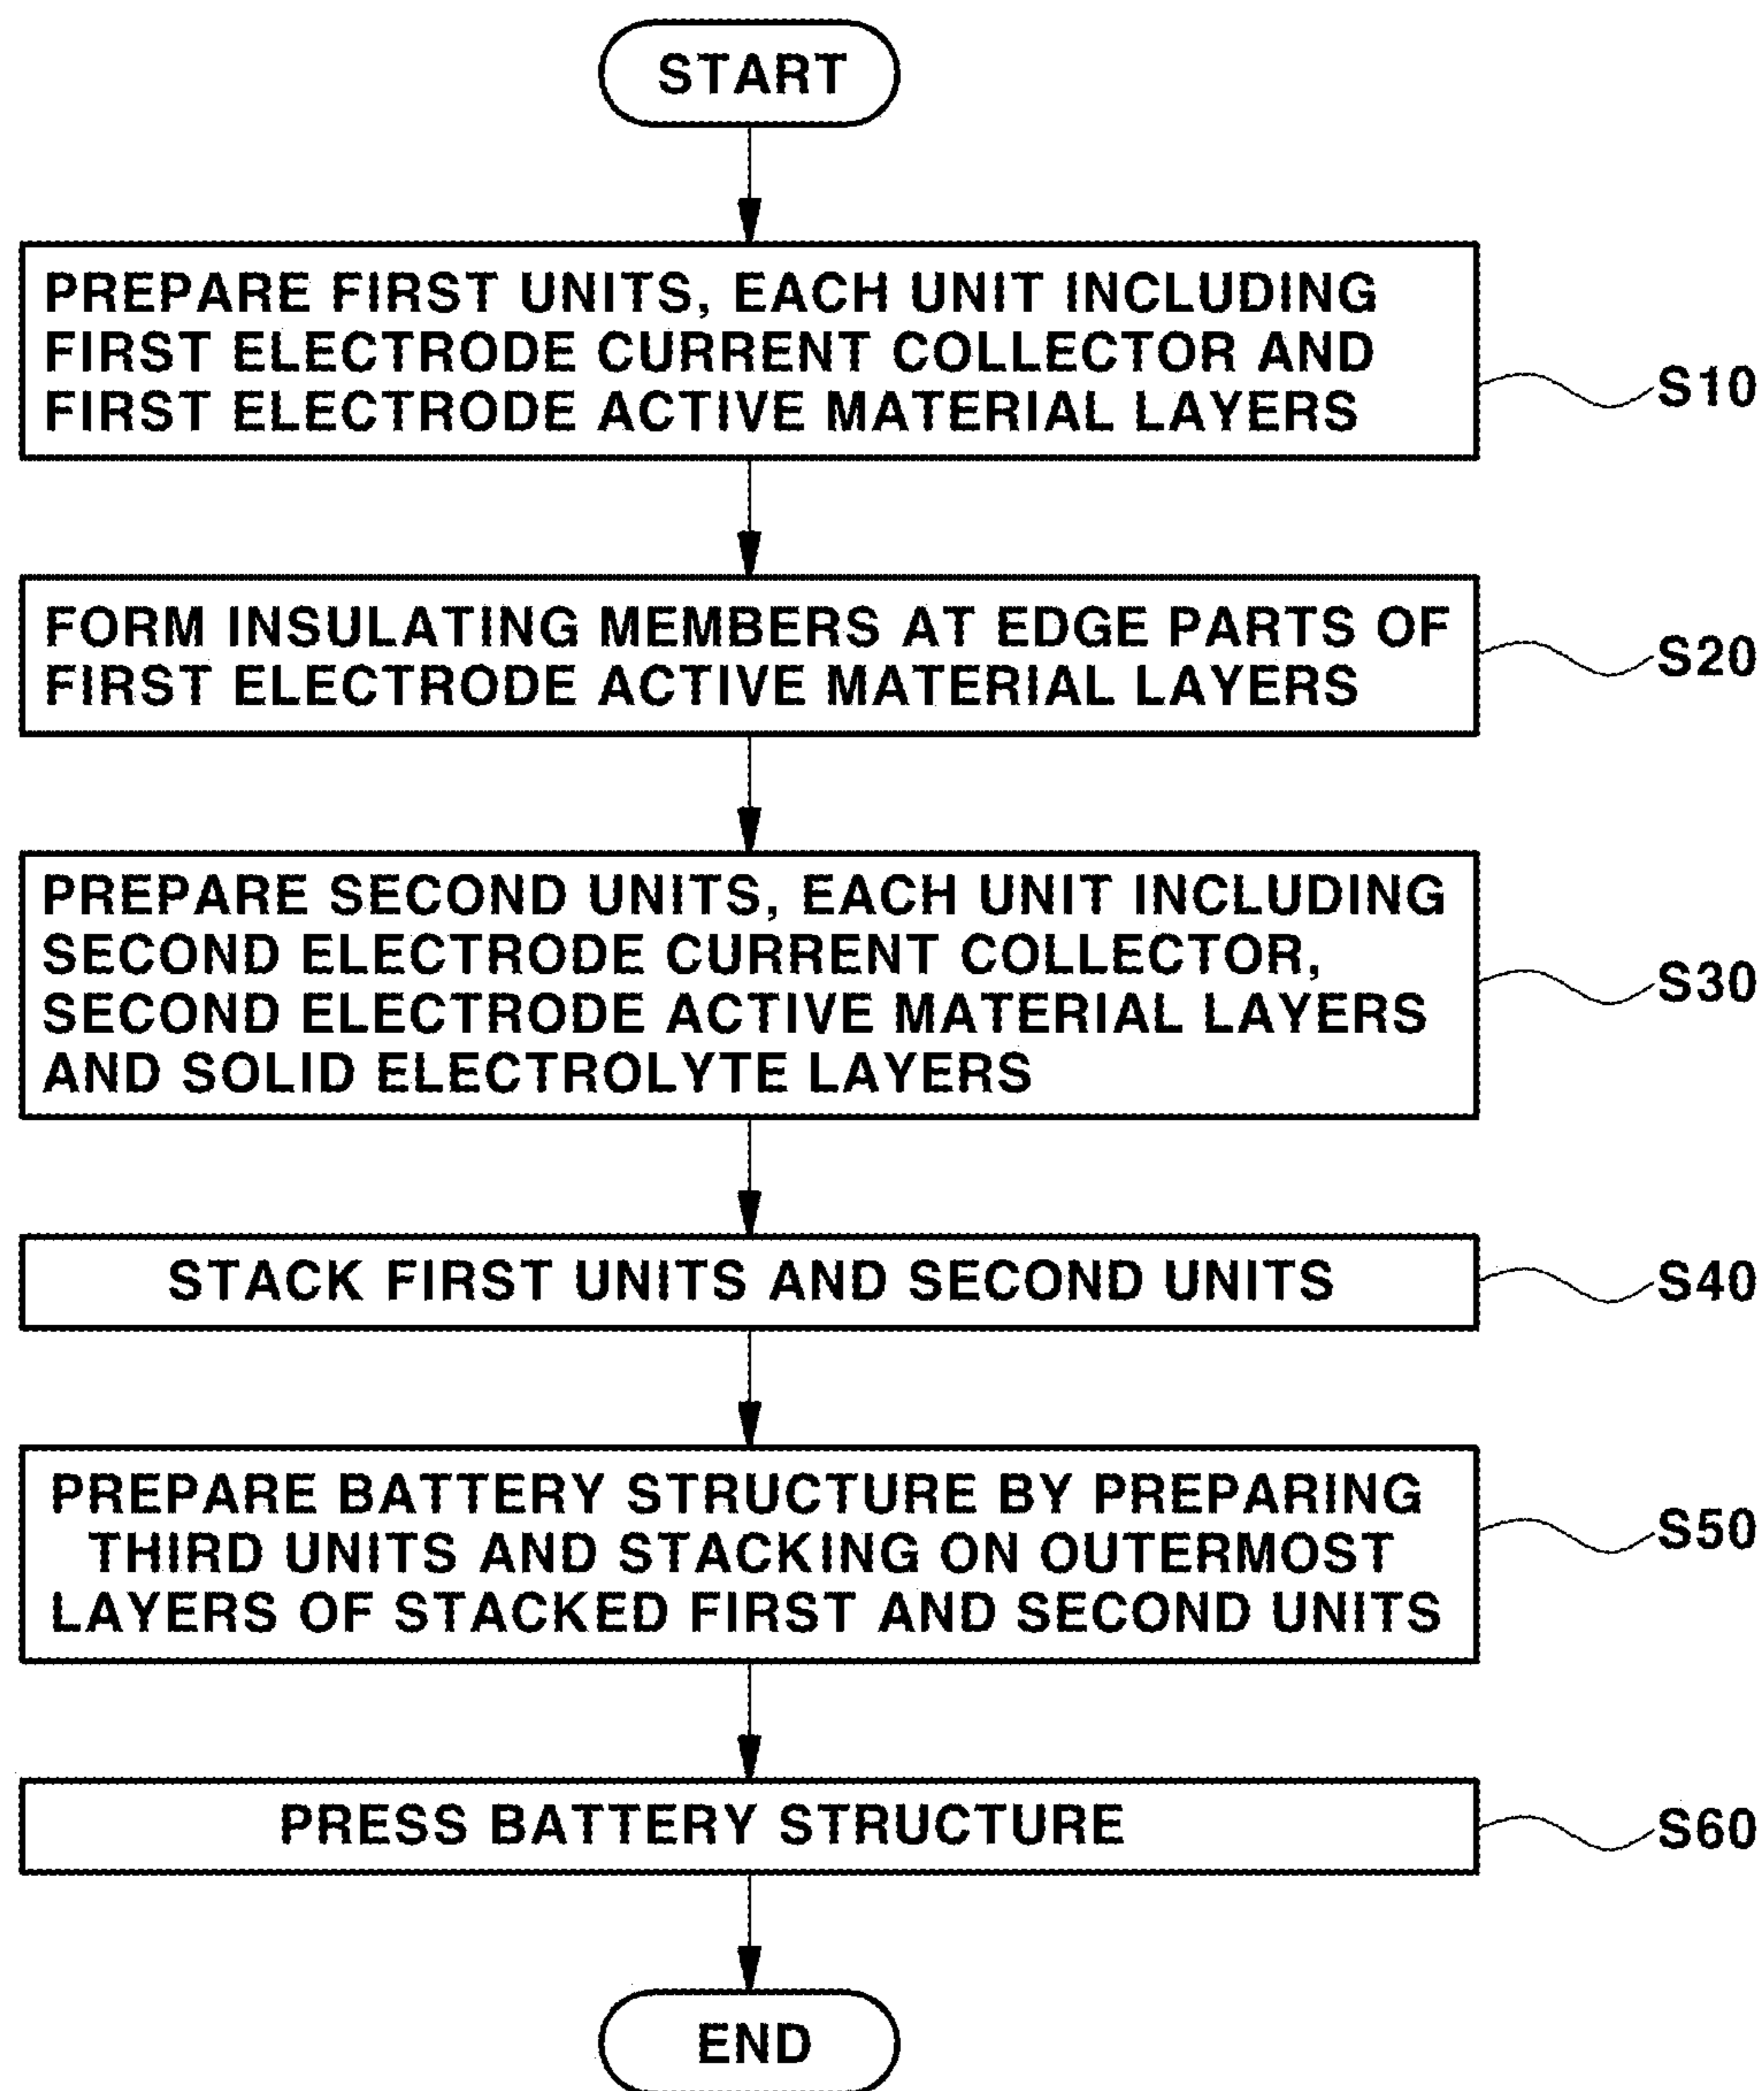 START
PREPARE FIRST UNITS, EACH UNIT INCLUDING
FIRST ELECTRODE CURRENT COLLECTOR AND
FIRST ELECTRODE ACTIVE MATERIAL LAYERS
S10
FORM INSULATING MEMBERS AT EDGE PARTS OF
FIRST ELECTRODE ACTIVE MATERIAL LAYERS
S20
PREPARE SECOND UNITS, EACH UNIT INCLUDING
SECOND ELECTRODE CURRENT COLLECTOR,
SECOND ELECTRODE ACTIVE MATERIAL LAYERS
AND SOLID ELECTROLYTE LAYERS
S30
STACK FIRST UNITS AND SECOND UNITS
S40
PREPARE BATTERY STRUCTURE BY PREPARING
THIRD UNITS AND STACKING ON OUTERMOST
LAYERS OF STACKED FIRST AND SECOND UNITS
S50
PRESS BATTERY STRUCTURE
S60
END